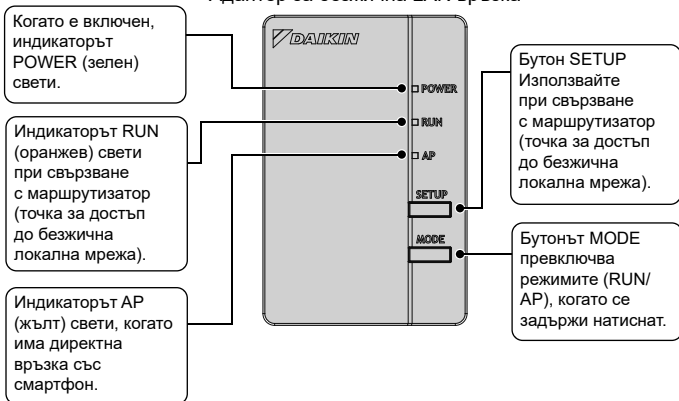 Адаптер за безжична LAN връзка
Когато е включен,
индикаторът
POWER (зелен)
свети.
Индикаторът RUN
(оранжев) свети
при свързване
с маршрутизатор
(точка за достъп
до безжична
локална мрежа).
Индикаторът AP
(жълт) свети, когато
има директна
връзка със
смартфон.
DAIKIN
POWER
RUN
AP
SETUP
MODE
Бутон SETUP
Използвайте
при свързване
с маршрутизатор
(точка за достъп
до безжична
локална мрежа).
Бутонът MODE
превключва
режимите (RUN/
AP), когато се
задържи натиснат.